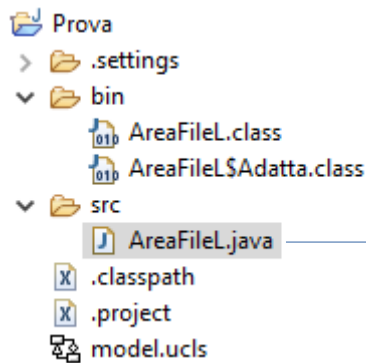 Prova
.settings
bin
AreaFileL.class
AreaFileL$Adatta.class
src
AreaFileL.java
.classpath
.project
model.ucls